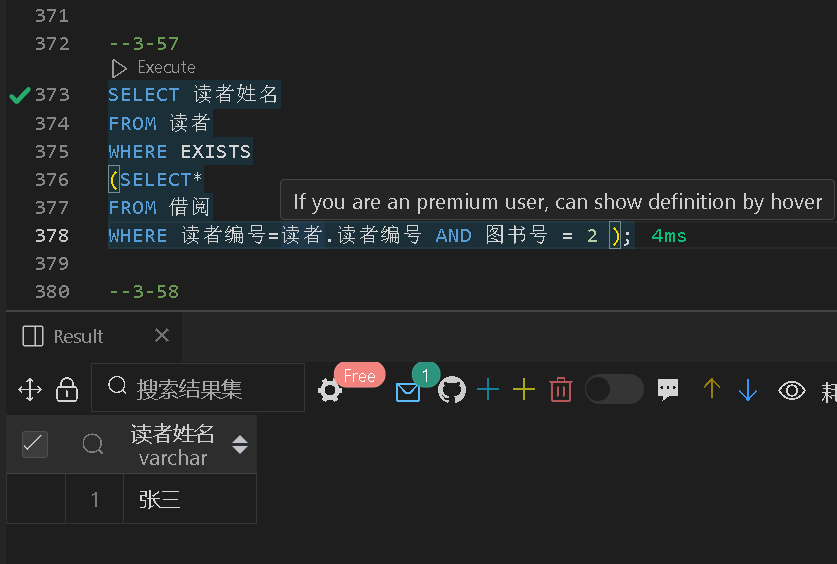 371
372 --3-57
Execute
373 SELECT 读者姓名
374 FROM 读者
375 WHERE EXISTS
376 (SELECT*
If you are an premium user, can show definition by hover
377 FROM 借阅
378 WHERE 读者编号=读者.读者编号 AND 图书号 = 2 ); 4ms
379
380 --3-58
Result
搜索结果集 Free 1 耗
读者姓名
varchar
1 张三